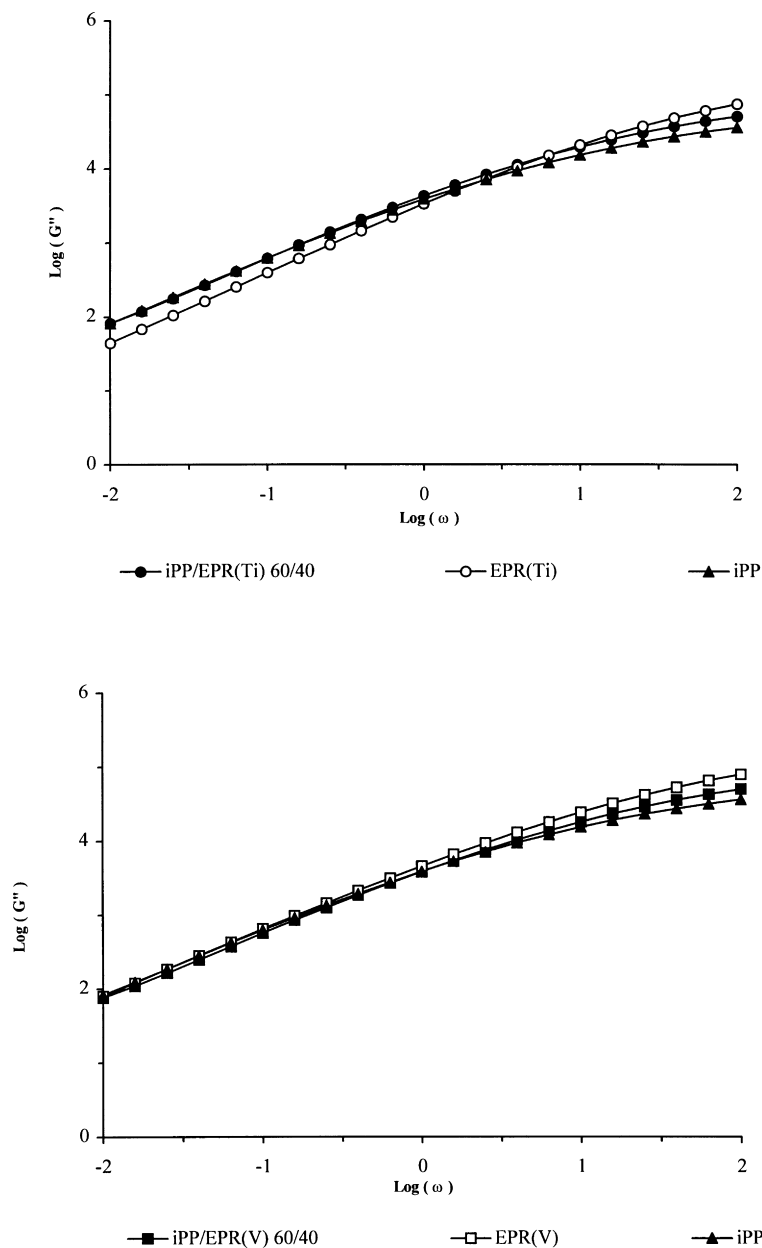 6
4
2
0
Log ( G'' )
-2 -1 0 1 2
Log ( ω )
iPP/EPR(Ti) 60/40 EPR(Ti) iPP
6
4
2
0
Log ( G'' )
-2 -1 0 1 2
Log ( ω )
iPP/EPR(V) 60/40 EPR(V) iPP